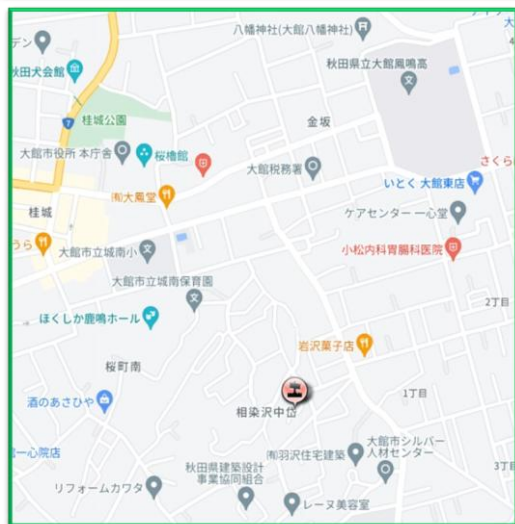 八幡神社(大館八幡神社)
デン
秋田犬会館
秋田県立大館鳳鳴高
7
桂城公園
金坂
大館市役所 本庁舎
桜櫓館
さくら
大館税務署
いとく 大館東店
㈲大鳳堂
桂城
ケアセンター 一心堂
うら
大館市立城南小
小松内科胃腸科医院
大館市立城南保育園
2丁目
ほくしか鹿鳴ホール
岩沢菓子店
桜町南
1丁目
酒のあさひや
相染沢中岱
一心院店
㈲羽沢住宅建築
大館市シルバー
人材センター
3丁目
秋田県建築設計
事業協同組合
リフォームカワタ
レーヌ美容室